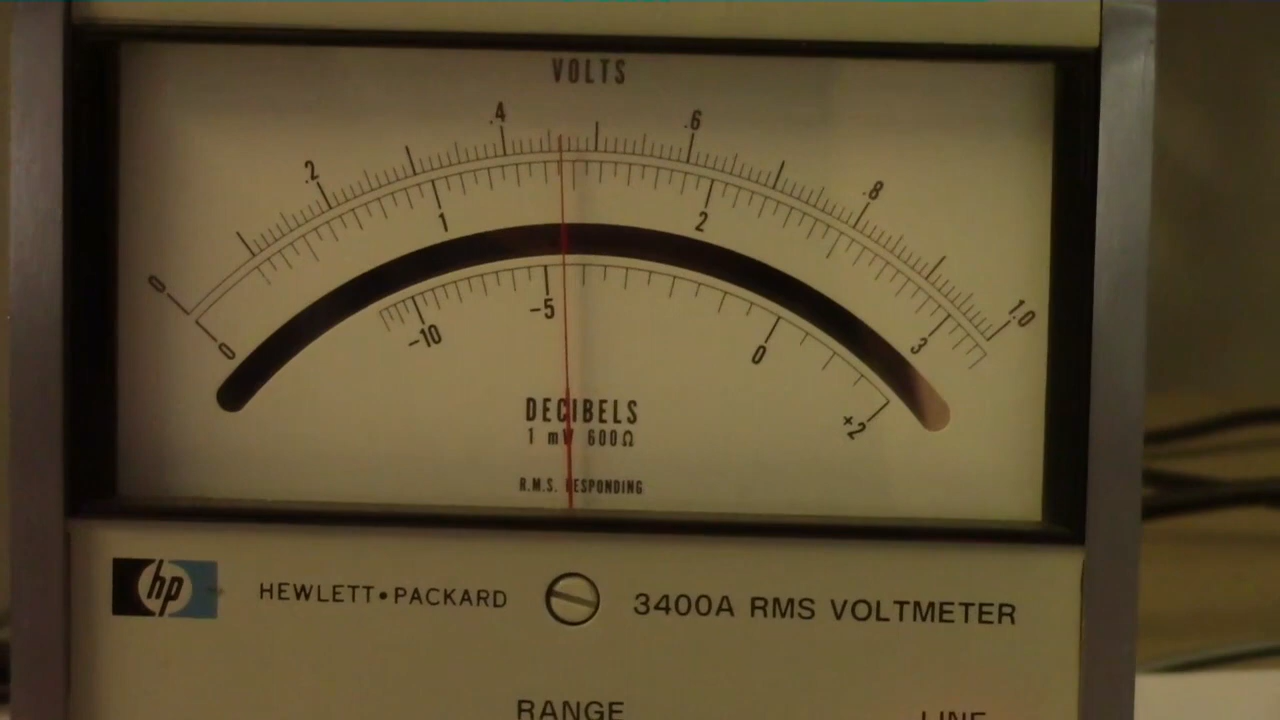 VOLTS
0 .2 .4 .6 .8 1.0
0 1 2 3
-10 -5 0 +2
DECIBELS
1 mW 600Ω
R.M.S. RESPONDING
hp HEWLETT•PACKARD 3400A RMS VOLTMETER
RANGE LINE